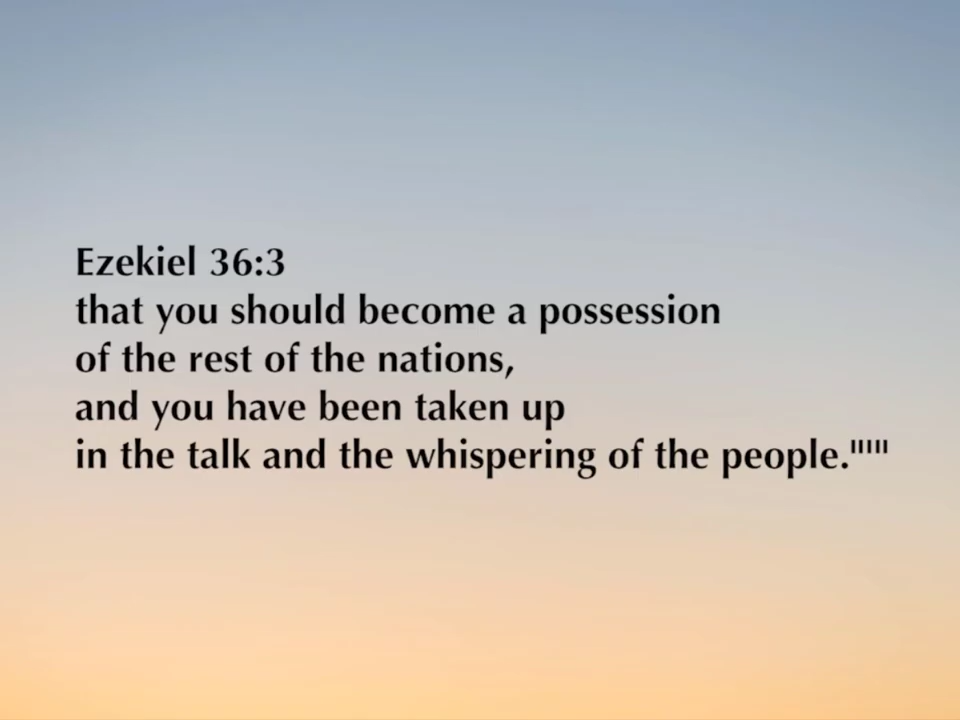 Ezekiel 36:3
that you should become a possession
of the rest of the nations,
and you have been taken up
in the talk and the whispering of the people."'"